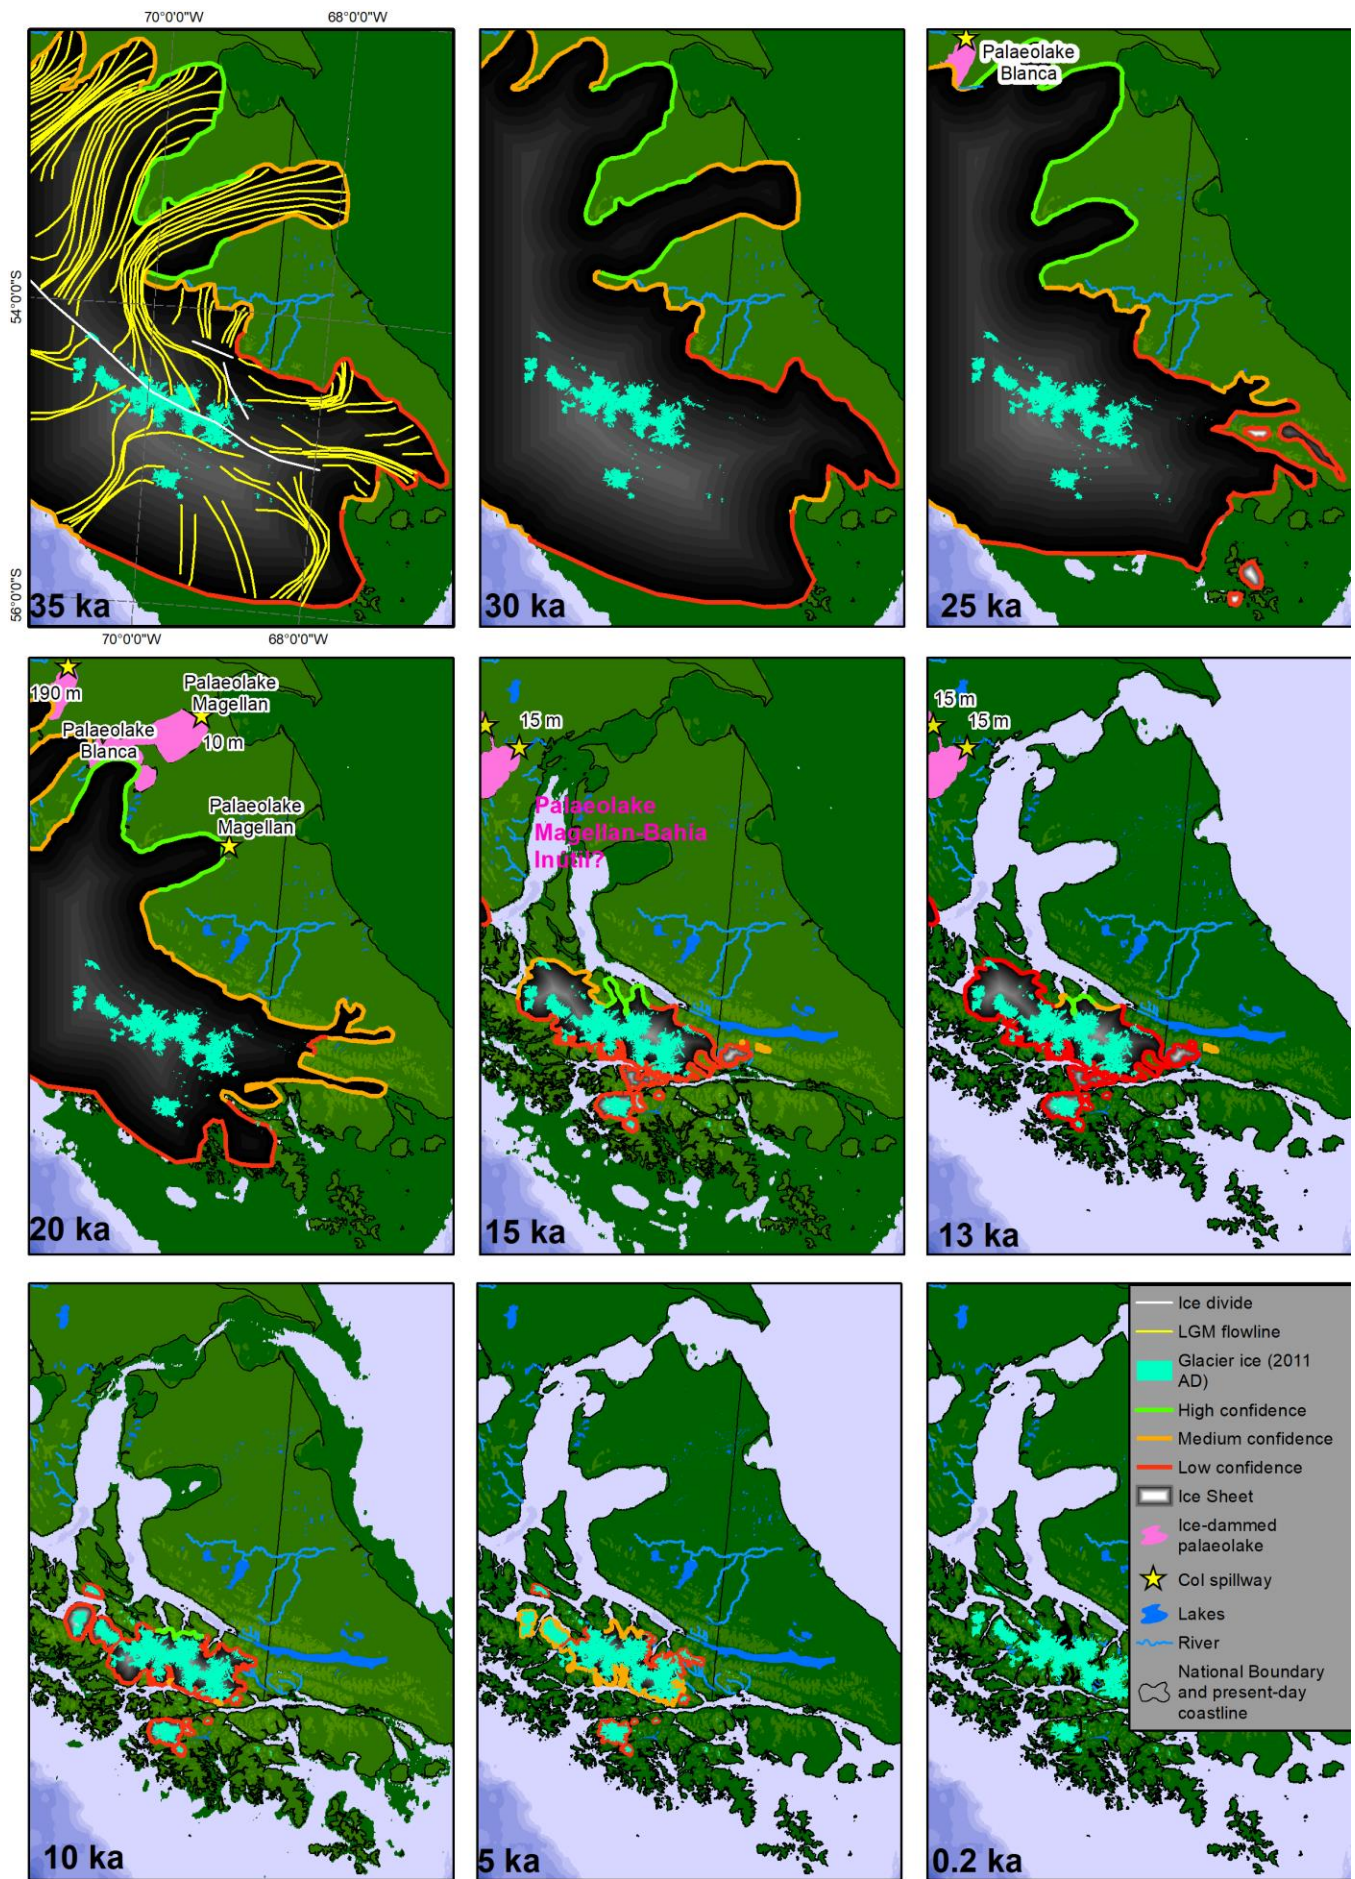 70°0'0"W
68°0'0"W
54°0'0"S
56°0'0"S
35 ka
70°0'0"W
68°0'0"W
30 ka
Palaeolake
Blanca
25 ka
190 m
Palaeolake
Magellan
Palaeolake
Blanca
10 m
Palaeolake
Magellan
20 ka
15 m
Palaeolake
Magellan-Bahía
Inutil?
15 ka
15 m
15 m
13 ka
10 ka
5 ka
0.2 ka
Ice divide
LGM flowline
Glacier ice (2011
AD)
High confidence
Medium confidence
Low confidence
Ice Sheet
Ice-dammed
palaeolake
Col spillway
Lakes
River
National Boundary
and present-day
coastline